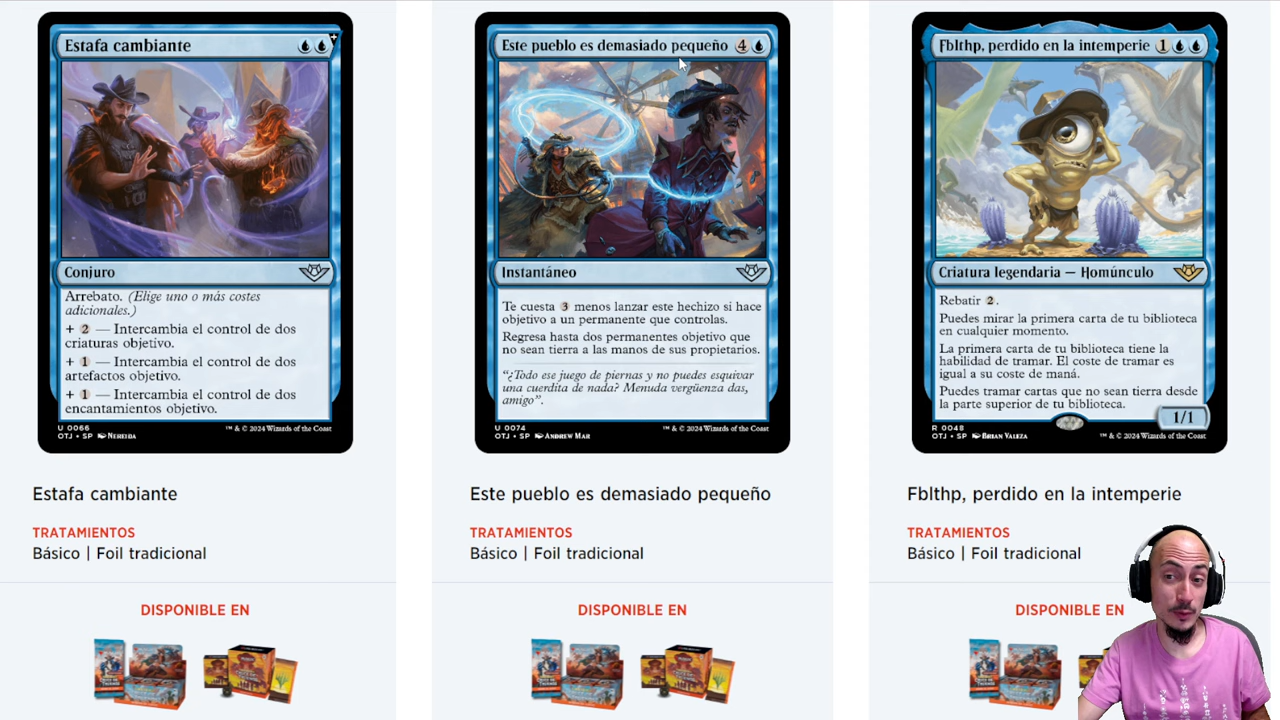 Estafa cambiante
Conjuro
Arrebato. (Elige uno o más costes
adicionales.)
+ 2 — Intercambia el control de dos
criaturas objetivo.
+ 1 — Intercambia el control de dos
artefactos objetivo.
+ 1 — Intercambia el control de dos
encantamientos objetivo.
U 0066
OTJ • SP NEREIDA
™ & © 2024 Wizards of the Coast
Estafa cambiante
TRATAMIENTOS
Básico | Foil tradicional
DISPONIBLE EN
Este pueblo es demasiado pequeño 4
Instantáneo
Te cuesta 3 menos lanzar este hechizo si hace
objetivo a un permanente que controlas.
Regresa hasta dos permanentes objetivo que
no sean tierra a las manos de sus propietarios.
“¿Todo ese juego de piernas y no puedes esquivar
una cuerdita de nada? Menuda vergüenza das,
amigo”.
U 0074
OTJ • SP ANDREW MAR
™ & © 2024 Wizards of the Coast
Este pueblo es demasiado pequeño
TRATAMIENTOS
Básico | Foil tradicional
DISPONIBLE EN
Fblthp, perdido en la intemperie 1
Criatura legendaria — Homúnculo
Rebatir 2.
Puedes mirar la primera carta de tu biblioteca
en cualquier momento.
La primera carta de tu biblioteca tiene la
habilidad de tramar. El coste de tramar es
igual a su coste de maná.
Puedes tramar cartas que no sean tierra desde
la parte superior de tu biblioteca.
1/1
R 0048
OTJ • SP BRIAN VALEZA
™ & © 2024 Wizards of the Coast
Fblthp, perdido en la intemperie
TRATAMIENTOS
Básico | Foil tradicional
DISPONIBLE EN